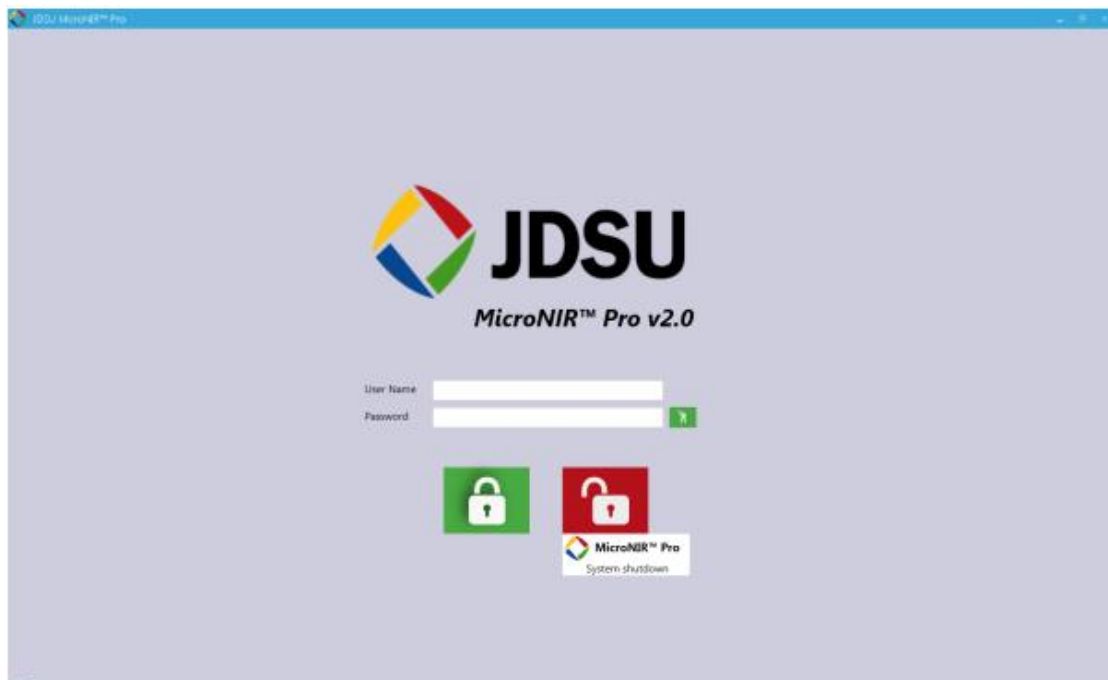 JDSU MicroNIR™ Pro
JDSU
MicroNIR™ Pro v2.0
User Name
Password
MicroNIR™ Pro
System shutdown